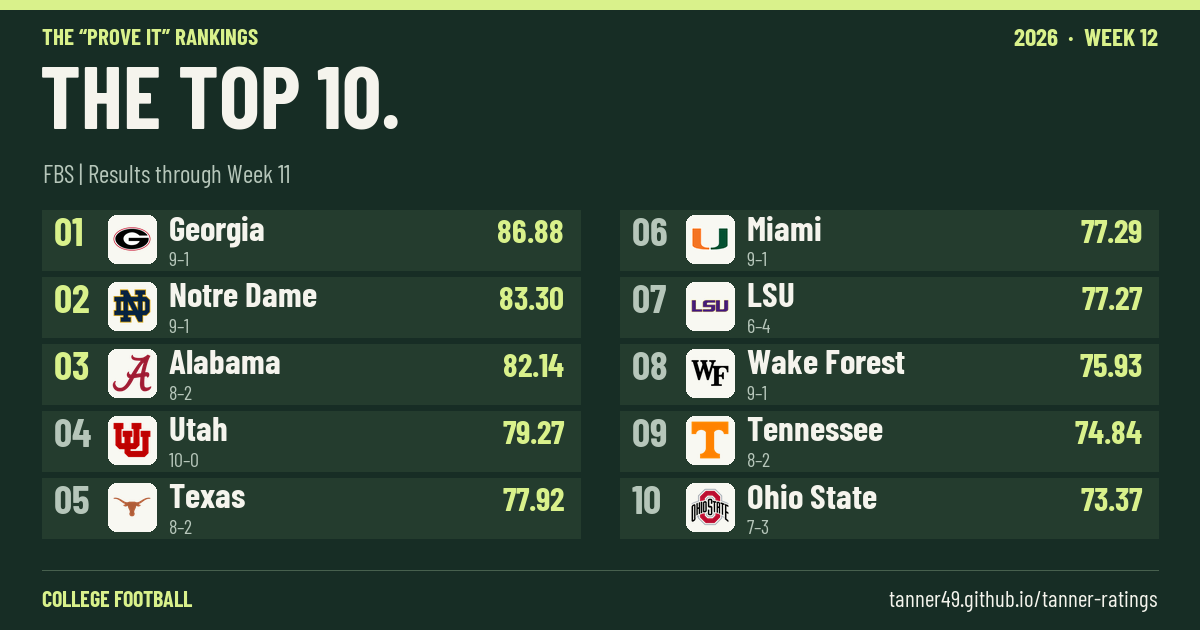 THE “PROVE IT” RANKINGS
2026 · WEEK 12
THE TOP 10.
FBS | Results through Week 11
01 Georgia 86.88
9–1
02 Notre Dame 83.30
9–1
03 Alabama 82.14
8–2
04 Utah 79.27
10–0
05 Texas 77.92
8–2
06 Miami 77.29
9–1
07 LSU LSU 77.27
6–4
08 WF Wake Forest 75.93
9–1
09 T Tennessee 74.84
8–2
10 OHIO STATE Ohio State 73.37
7–3
COLLEGE FOOTBALL
tanner49.github.io/tanner-ratings